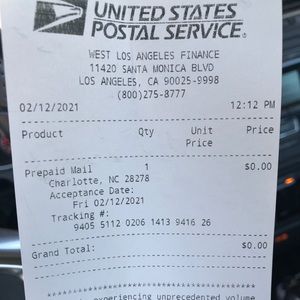 UNITED STATES
POSTAL SERVICE.
WEST LOS ANGELES FINANCE
11420 SANTA MONICA BLVD
LOS ANGELES, CA 90025-9998
(800)275-8777
02/12/2021 12:12 PM
Product Qty Unit Price
Price
Prepaid Mail 1 $0.00
Charlotte, NC 28278
Acceptance Date:
Fri 02/12/2021
Tracking #:
9405 5112 0206 1413 9416 26
Grand Total: $0.00
experiencing unprecedented volume